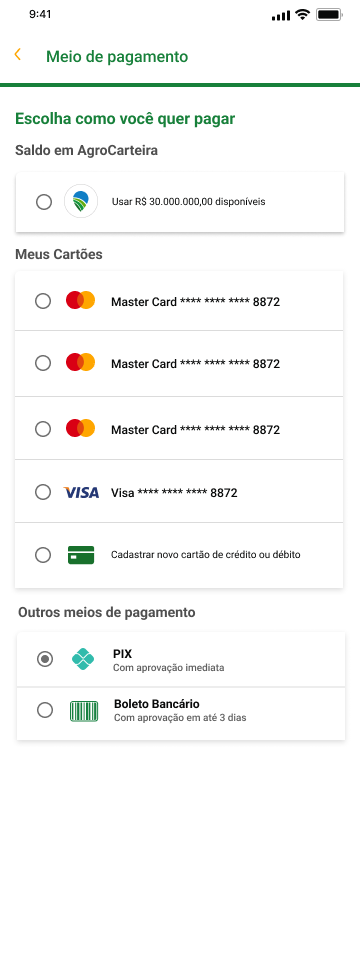 9:41
Meio de pagamento
Escolha como você quer pagar
Saldo em AgroCarteira
Usar R$ 30.000.000,00 disponíveis
Meus Cartões
Master Card **** **** **** 8872
Master Card **** **** **** 8872
Master Card **** **** **** 8872
VISA Visa **** **** **** 8872
Cadastrar novo cartão de crédito ou débito
Outros meios de pagamento
PIX
Com aprovação imediata
Boleto Bancário
Com aprovação em até 3 dias